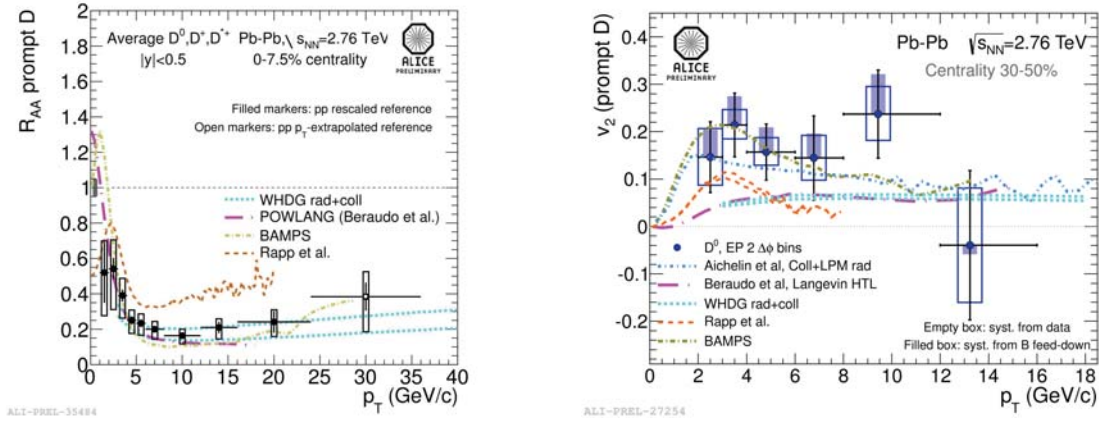 R_AA prompt D
2
1.8
1.6
1.4
1.2
1
0.8
0.6
0.4
0.2
0
Average D⁰,D⁺,D*⁺ Pb-Pb,√s_NN=2.76 TeV
|y|<0.5 0-7.5% centrality
ALICE
PRELIMINARY
Filled markers: pp rescaled reference
Open markers: pp p_T-extrapolated reference
WHDG rad+coll
POWLANG (Beraudo et al.)
BAMPS
Rapp et al.
0 5 10 15 20 25 30 35 40
p_T (GeV/c)
ALI-PREL-35484
v₂ (prompt D)
0.4
0.3
0.2
0.1
0
-0.1
-0.2
ALICE
PRELIMINARY
Pb-Pb √s_NN=2.76 TeV
Centrality 30-50%
D⁰, EP 2 Δφ bins
Aichelin et al, Coll+LPM rad
Beraudo et al, Langevin HTL
WHDG rad+coll
Rapp et al.
BAMPS
Empty box: syst. from data
Filled box: syst. from B feed-down
0 2 4 6 8 10 12 14 16 18
p_T (GeV/c)
ALI-PREL-27254